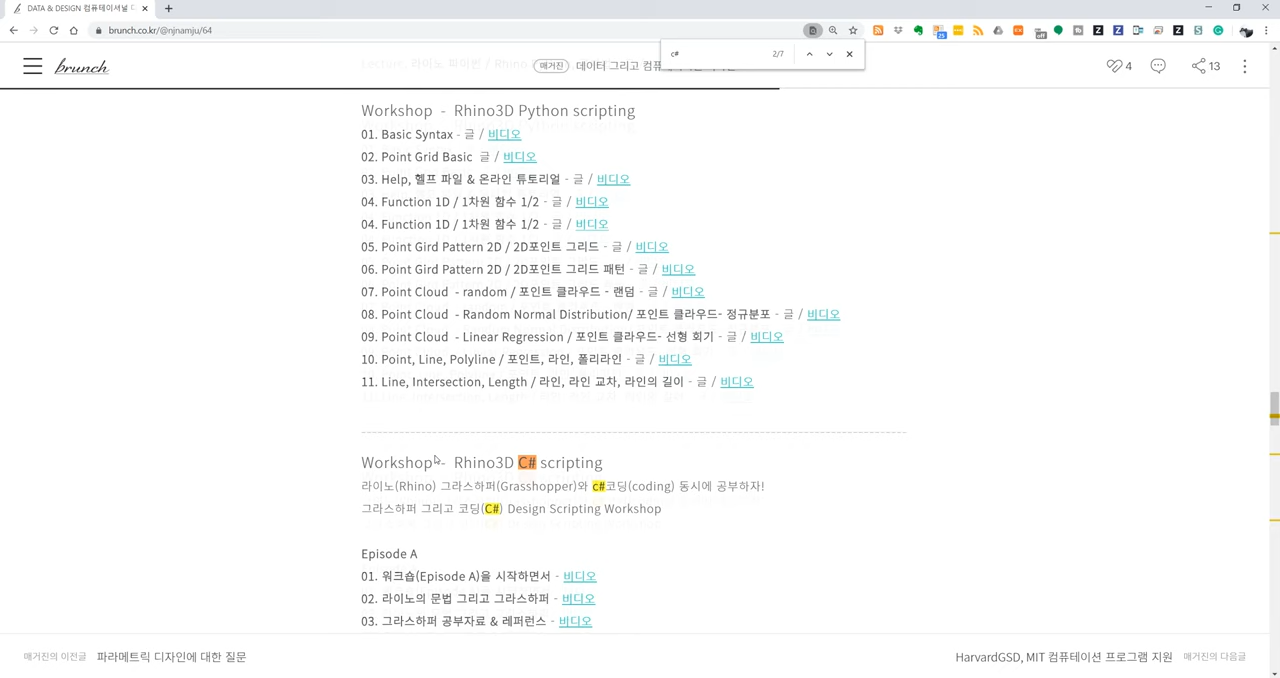 DATA & DESIGN 컴퓨테이셔널 디
brunch.co.kr/@njnamju/64
c#
2/7
brunch
매거진 데이터 그리고 컴퓨
4
13
Workshop - Rhino3D Python scripting
01. Basic Syntax - 글 / 비디오
02. Point Grid Basic 글 / 비디오
03. Help, 헬프 파일 & 온라인 튜토리얼 - 글 / 비디오
04. Function 1D / 1차원 함수 1/2 - 글 / 비디오
04. Function 1D / 1차원 함수 1/2 - 글 / 비디오
05. Point Gird Pattern 2D / 2D포인트 그리드 - 글 / 비디오
06. Point Gird Pattern 2D / 2D포인트 그리드 패턴 - 글 / 비디오
07. Point Cloud - random / 포인트 클라우드 - 랜덤 - 글 / 비디오
08. Point Cloud - Random Normal Distribution/ 포인트 클라우드- 정규분포 - 글 / 비디오
09. Point Cloud - Linear Regression / 포인트 클라우드- 선형 회기 - 글 / 비디오
10. Point, Line, Polyline / 포인트, 라인, 폴리라인 - 글 / 비디오
11. Line, Intersection, Length / 라인, 라인 교차, 라인의 길이 - 글 / 비디오
Workshop - Rhino3D C# scripting
라이노(Rhino) 그라스하퍼(Grasshopper)와 c#코딩(coding) 동시에 공부하자!
그라스하퍼 그리고 코딩(C#) Design Scripting Workshop
Episode A
01. 워크숍(Episode A)을 시작하면서 - 비디오
02. 라이노의 문법 그리고 그라스하퍼 - 비디오
03. 그라스하퍼 공부자료 & 레퍼런스 - 비디오
매거진의 이전글 파라메트릭 디자인에 대한 질문
HarvardGSD, MIT 컴퓨테이션 프로그램 지원 매거진의 다음글